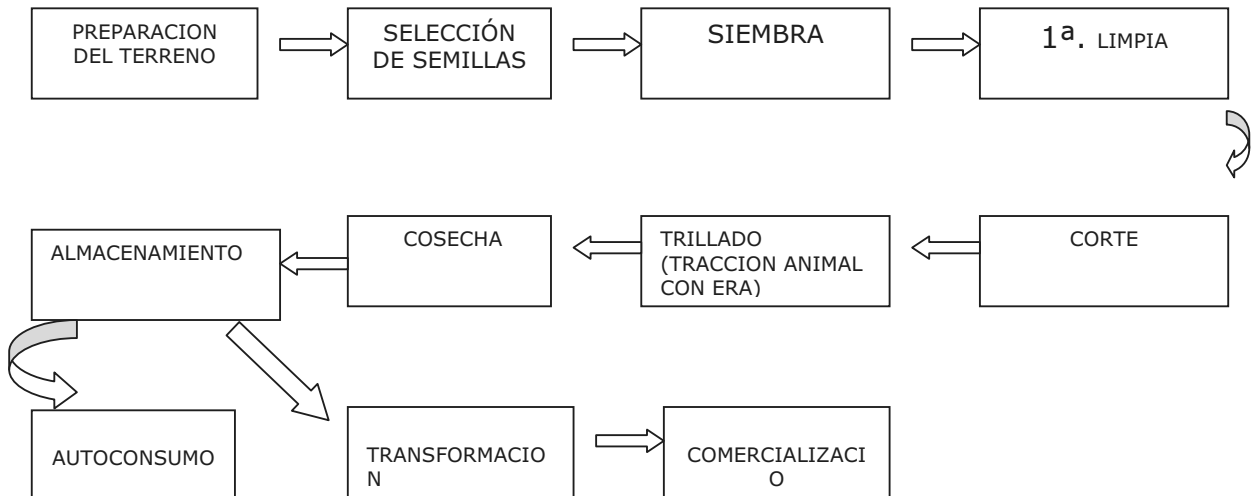 PREPARACION
DEL TERRENO
SELECCIÓN
DE SEMILLAS
SIEMBRA
1ª. LIMPIA
ALMACENAMIENTO
COSECHA
TRILLADO
(TRACCION ANIMAL
CON ERA)
CORTE
AUTOCONSUMO
TRANSFORMACIO
N
COMERCIALIZACI
O